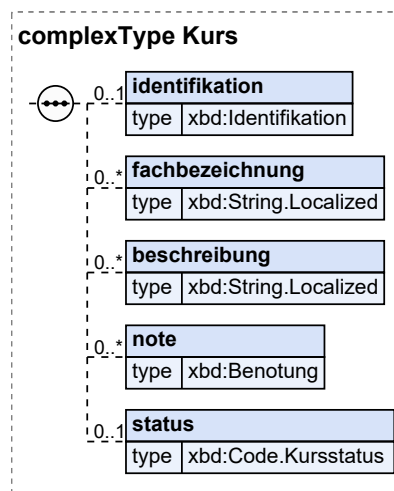 complexType Kurs
0..1 identifikation
type xbd:Identifikation
0..* fachbezeichnung
type xbd:String.Localized
0..* beschreibung
type xbd:String.Localized
0..* note
type xbd:Benotung
0..1 status
type xbd:Code.Kursstatus